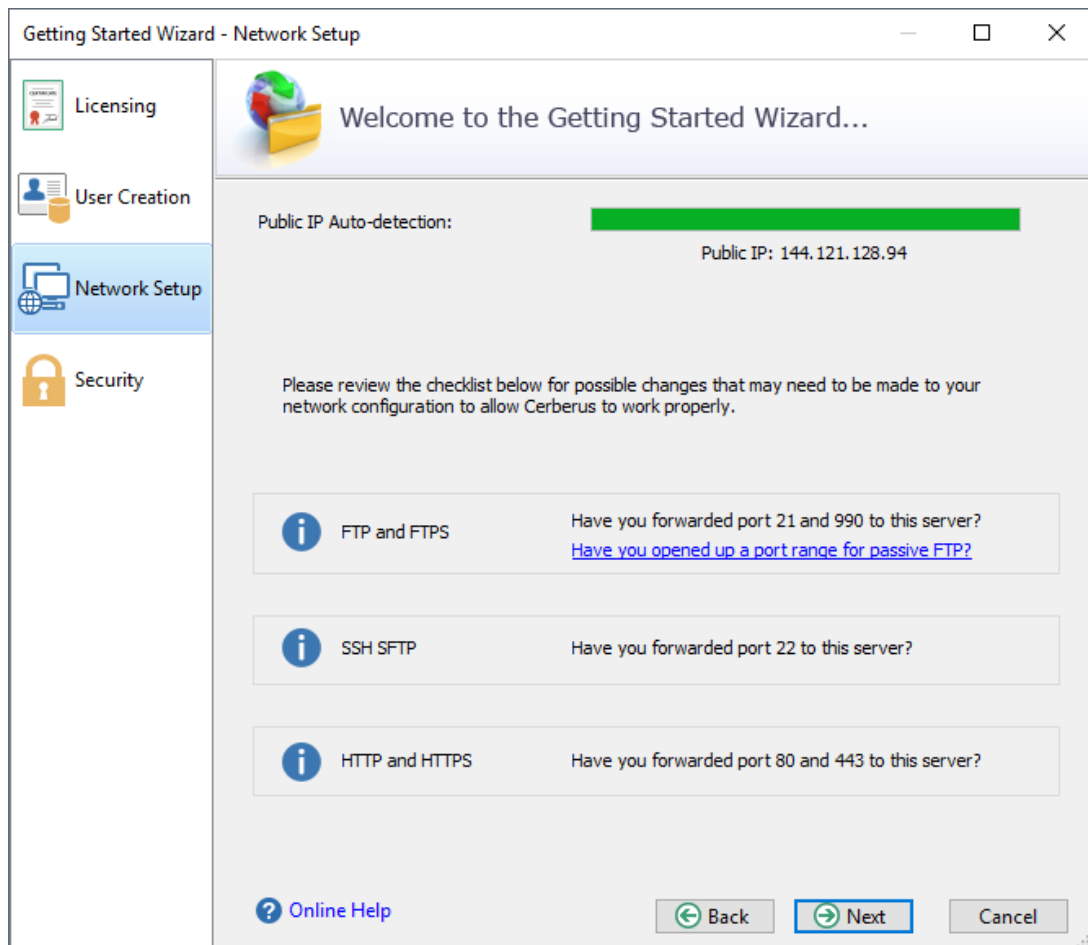 Getting Started Wizard - Network Setup
Licensing
User Creation
Network Setup
Security
Welcome to the Getting Started Wizard...
Public IP Auto-detection:
Public IP: 144.121.128.94
Please review the checklist below for possible changes that may need to be made to your
network configuration to allow Cerberus to work properly.
FTP and FTPS
Have you forwarded port 21 and 990 to this server?
Have you opened up a port range for passive FTP?
SSH SFTP
Have you forwarded port 22 to this server?
HTTP and HTTPS
Have you forwarded port 80 and 443 to this server?
Online Help
Back
Next
Cancel